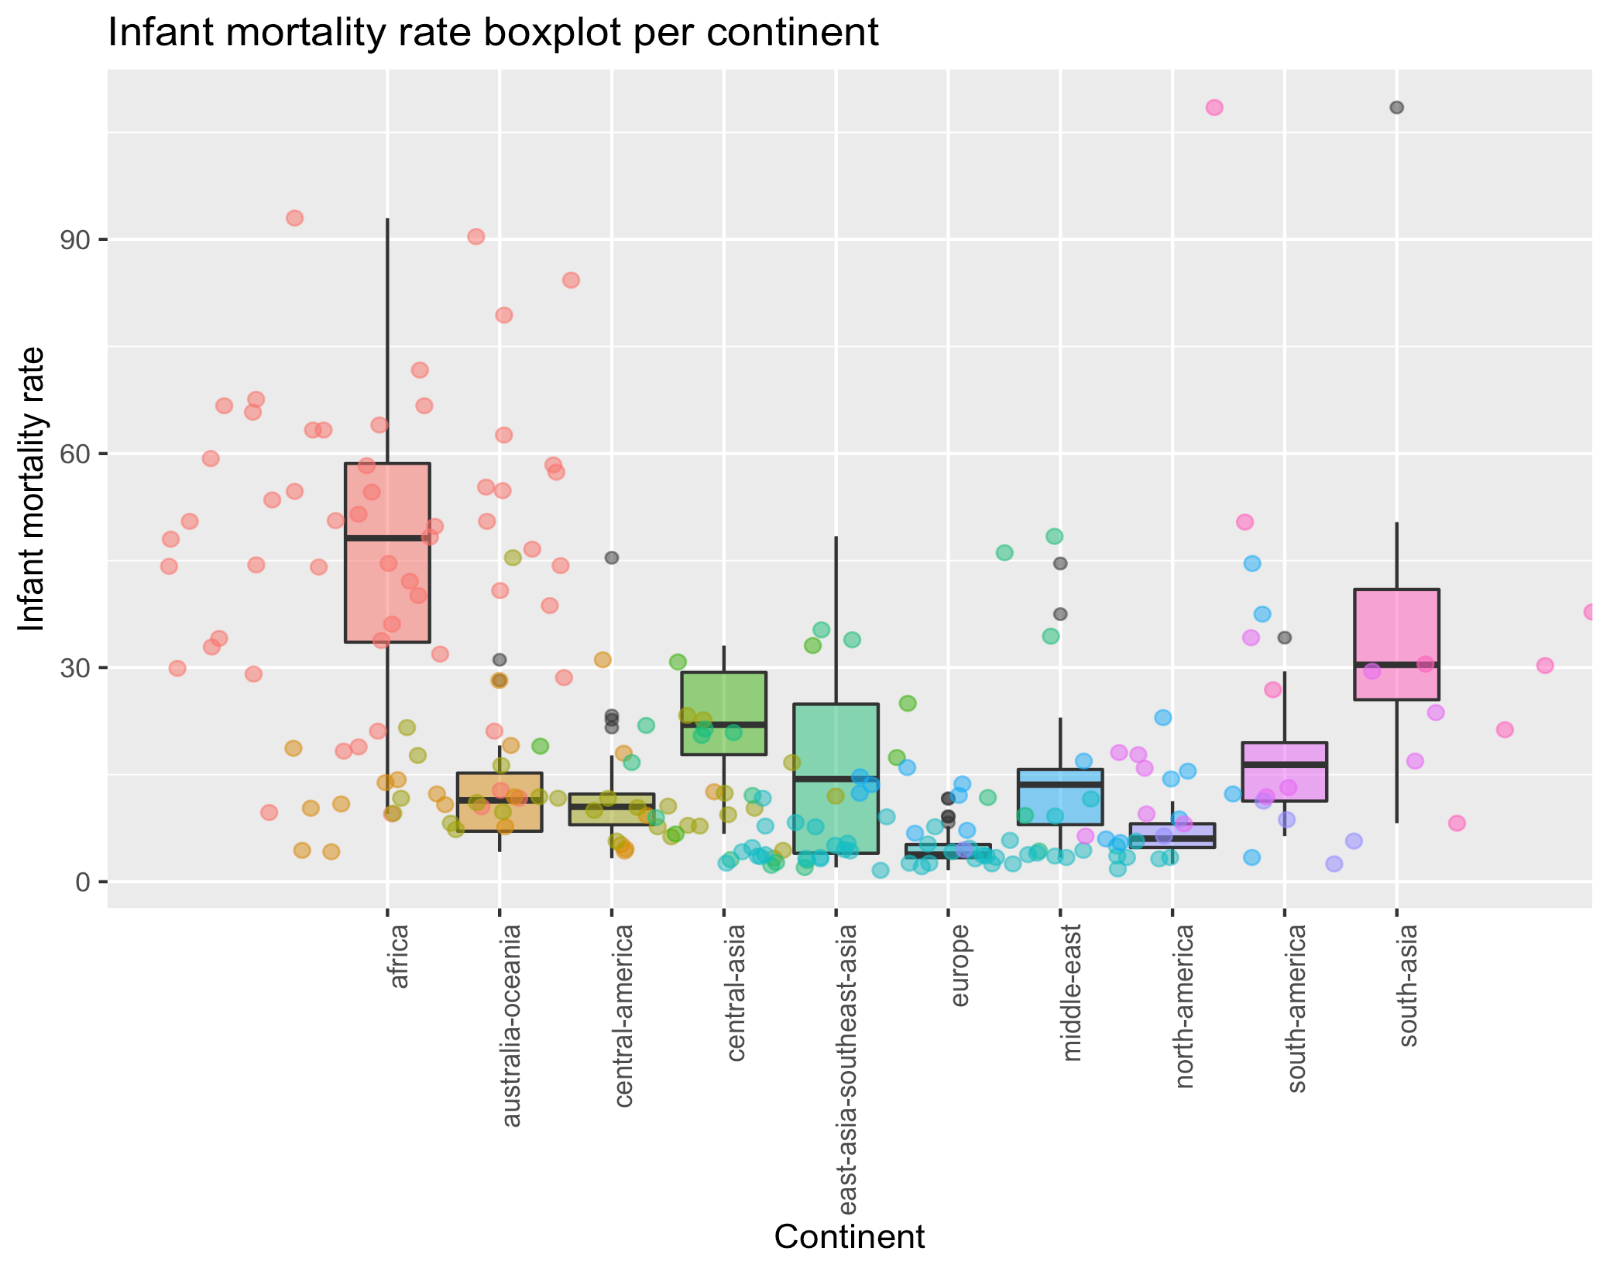 Infant mortality rate boxplot per continent
Infant mortality rate
90
60
30
0
africa
australia-oceania
central-america
central-asia
east-asia-southeast-asia
europe
middle-east
north-america
south-america
south-asia
Continent